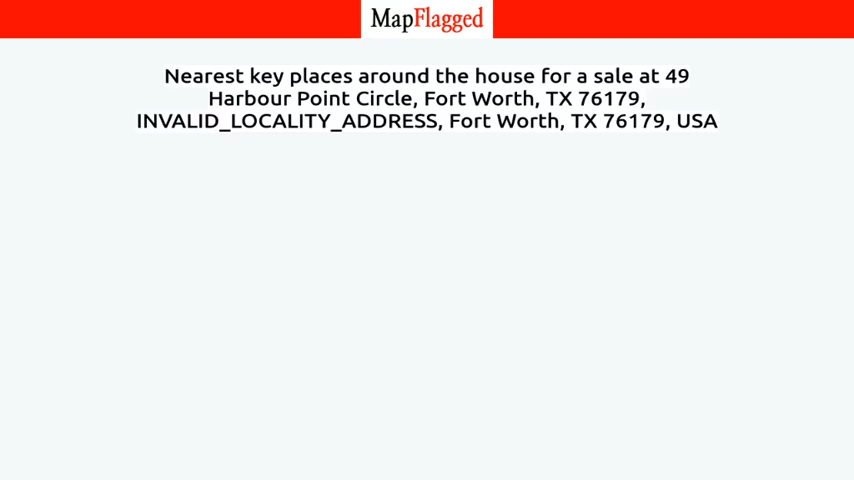 MapFlagged
Nearest key places around the house for a sale at 49
Harbour Point Circle, Fort Worth, TX 76179,
INVALID_LOCALITY_ADDRESS, Fort Worth, TX 76179, USA